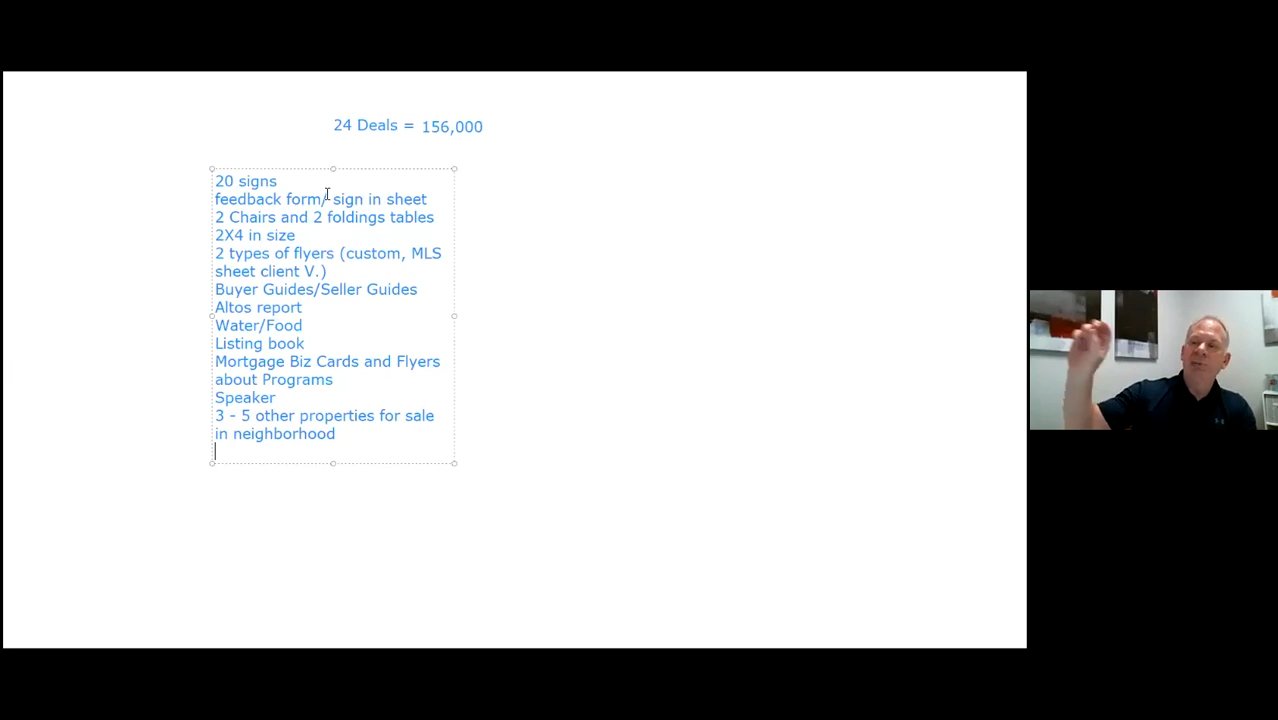 24 Deals = 156,000
20 signs
feedback form/ sign in sheet
2 Chairs and 2 foldings tables
2X4 in size
2 types of flyers (custom, MLS
sheet client V.)
Buyer Guides/Seller Guides
Altos report
Water/Food
Listing book
Mortgage Biz Cards and Flyers
about Programs
Speaker
3 - 5 other properties for sale
in neighborhood